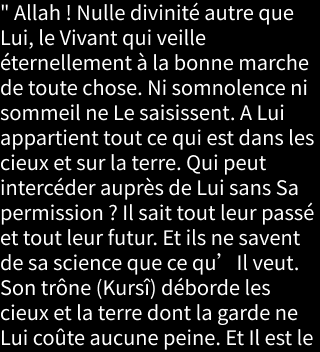 " Allah ! Nulle divinité autre que
Lui, le Vivant qui veille
éternellement à la bonne marche
de toute chose. Ni somnolence ni
sommeil ne Le saisissent. A Lui
appartient tout ce qui est dans les
cieux et sur la terre. Qui peut
intercéder auprès de Lui sans Sa
permission ? Il sait tout leur passé
et tout leur futur. Et ils ne savent
de sa science que ce qu’Il veut.
Son trône (Kursî) déborde les
cieux et la terre dont la garde ne
Lui coûte aucune peine. Et Il est le